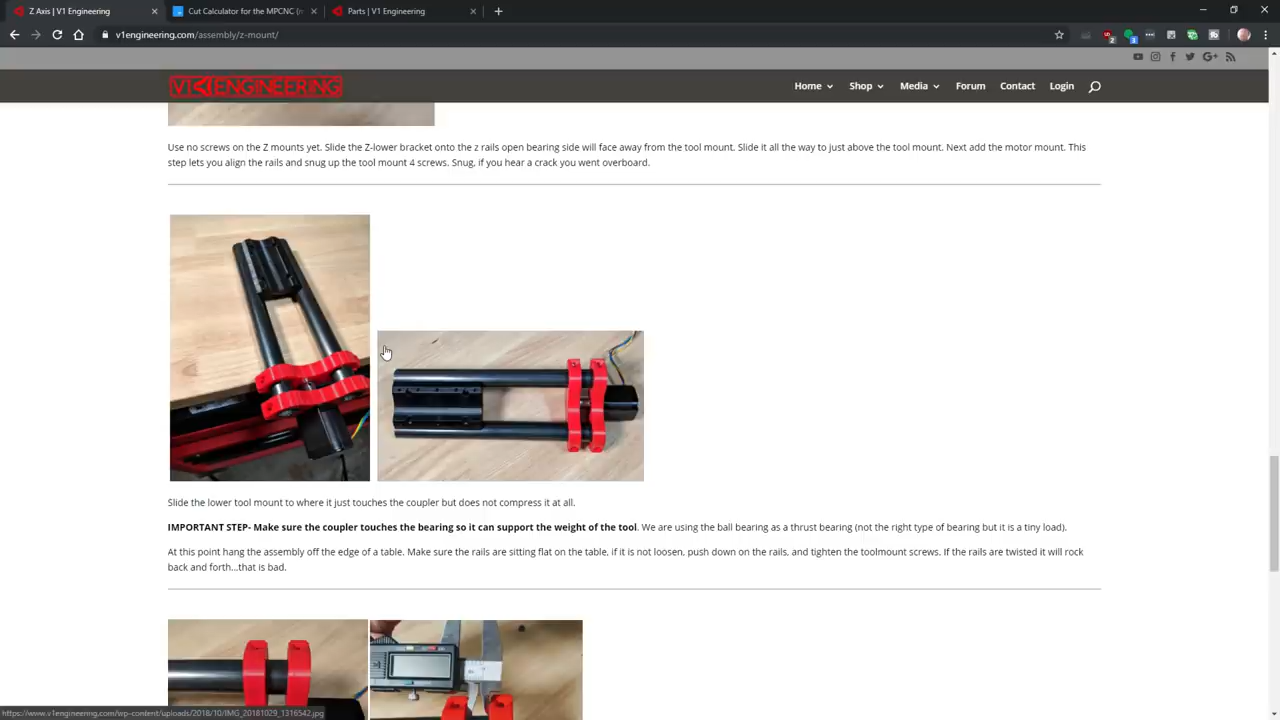 Z Axis | V1 Engineering
Cut Calculator for the MPCNC (m
Parts | V1 Engineering
v1engineering.com/assembly/z-mount/
V1 ENGINEERING
Home
Shop
Media
Forum
Contact
Login
Use no screws on the Z mounts yet. Slide the Z-lower bracket onto the z rails open bearing side will face away from the tool mount. Slide it all the way to just above the tool mount. Next add the motor mount. This
step lets you align the rails and snug up the tool mount 4 screws. Snug, if you hear a crack you went overboard.
Slide the lower tool mount to where it just touches the coupler but does not compress it at all.
IMPORTANT STEP- Make sure the coupler touches the bearing so it can support the weight of the tool. We are using the ball bearing as a thrust bearing (not the right type of bearing but it is a tiny load).
At this point hang the assembly off the edge of a table. Make sure the rails are sitting flat on the table, if it is not loosen, push down on the rails, and tighten the toolmount screws. If the rails are twisted it will rock
back and forth...that is bad.
https://www.v1engineering.com/wp-content/uploads/2018/10/IMG_20181029_1316542.jpg